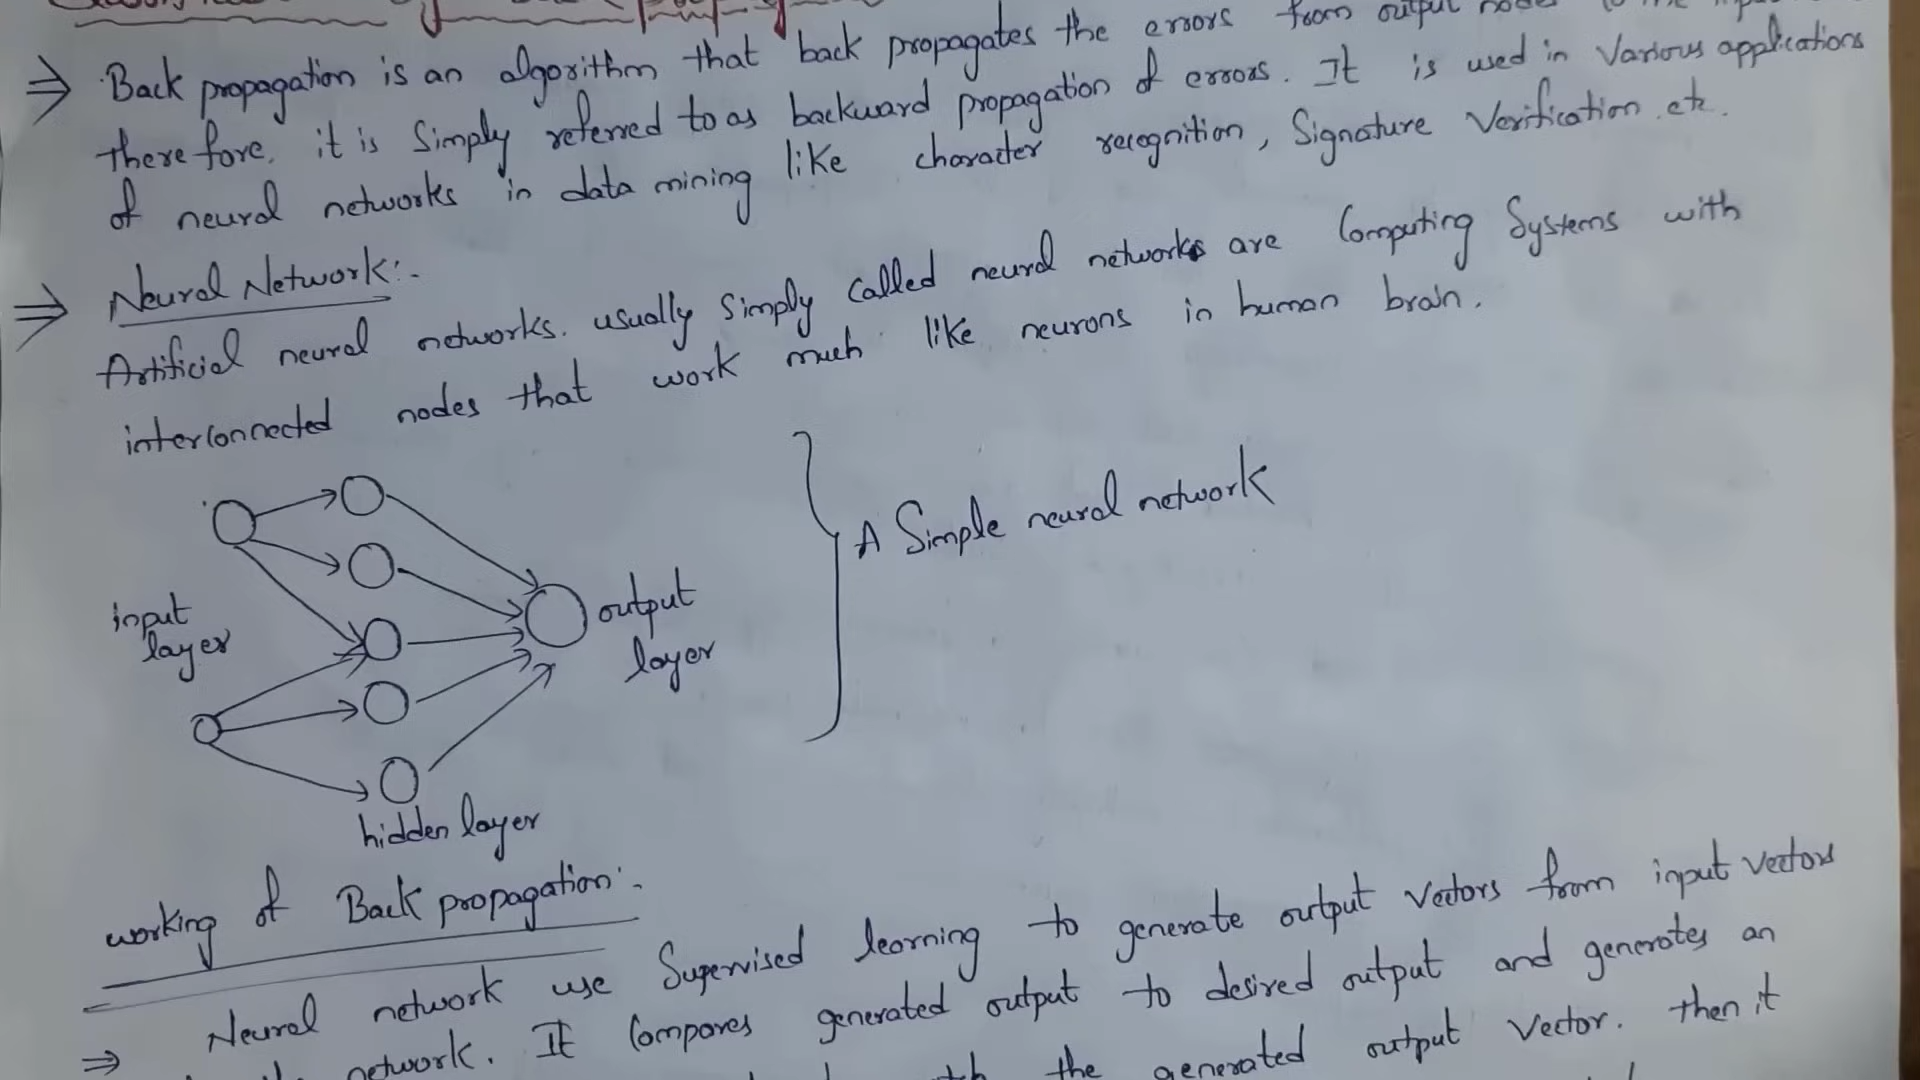 Back propagation is an algorithm that back propagates the errors from output nodes to the input
there fore, it is Simply referred to as backward propagation of errors. It is used in Various applications
of neural networks in data mining like character recognition, Signature Verification etc.
Neural Network:-
Artificial neural networks. usually Simply Called neural networks are Computing Systems with
interconnected nodes that work much like neurons in human brain.
A Simple neural network
input
layer
output
layer
hidden layer
working of Back propagation:-
Neural network use Supervised learning to generate output Vectors from input Vectors
network. It Compares generated output to desired output and generates an
the generated output Vector. then it